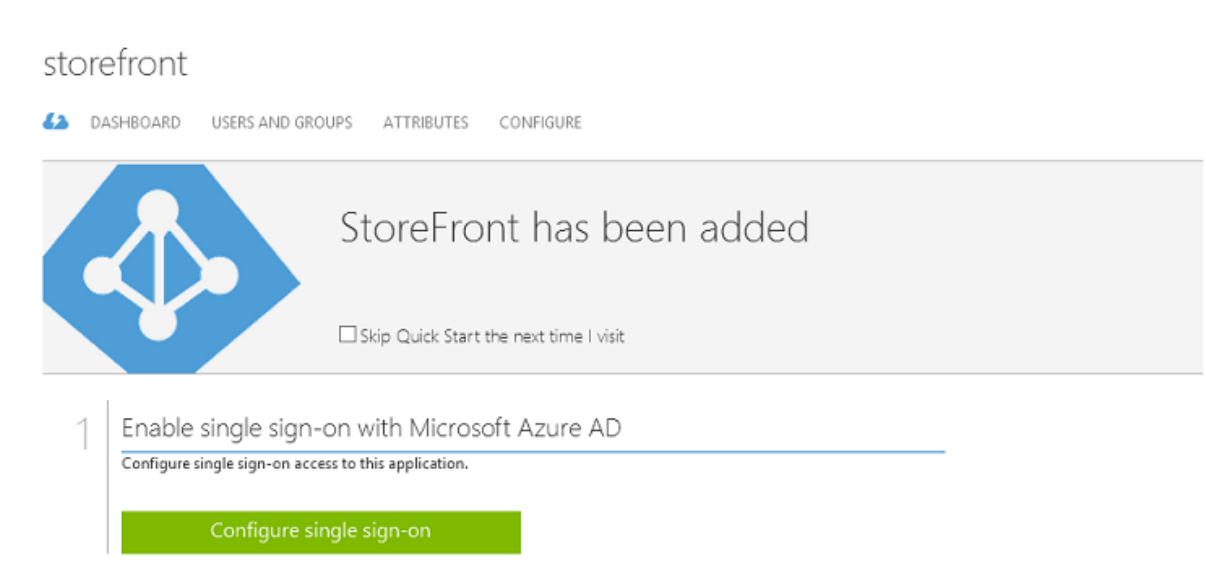 storefront
DASHBOARD USERS AND GROUPS ATTRIBUTES CONFIGURE
StoreFront has been added
Skip Quick Start the next time I visit
1 Enable single sign-on with Microsoft Azure AD
Configure single sign-on access to this application.
Configure single sign-on